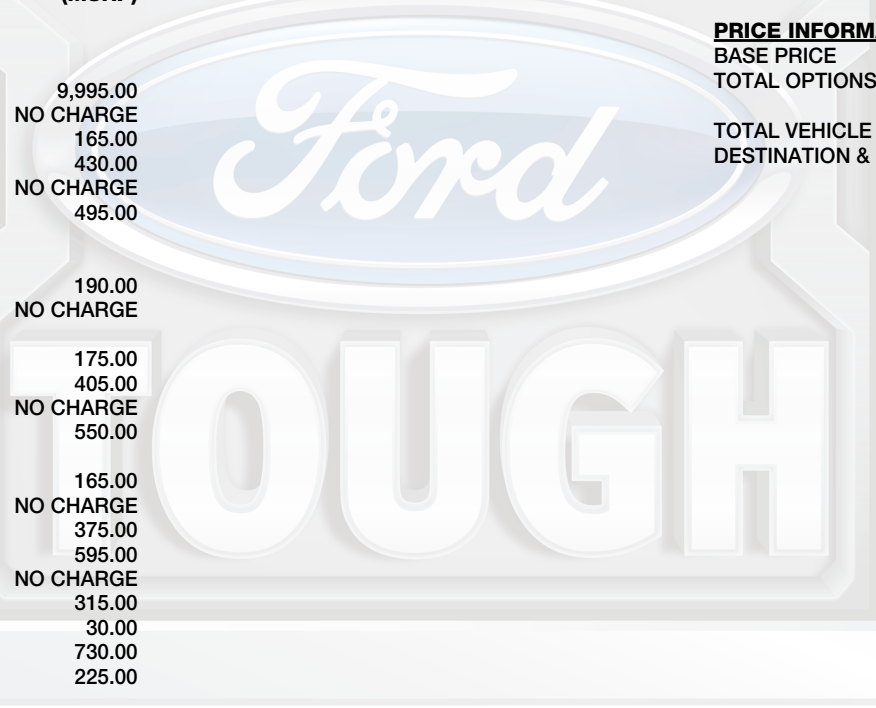 (MSRP)
9,995.00
NO CHARGE
165.00
430.00
NO CHARGE
495.00
190.00
NO CHARGE
175.00
405.00
NO CHARGE
550.00
165.00
NO CHARGE
375.00
595.00
NO CHARGE
315.00
30.00
730.00
225.00
PRICE INFORMA
BASE PRICE
TOTAL OPTIONS
TOTAL VEHICLE
DESTINATION &
Ford
TOUGH